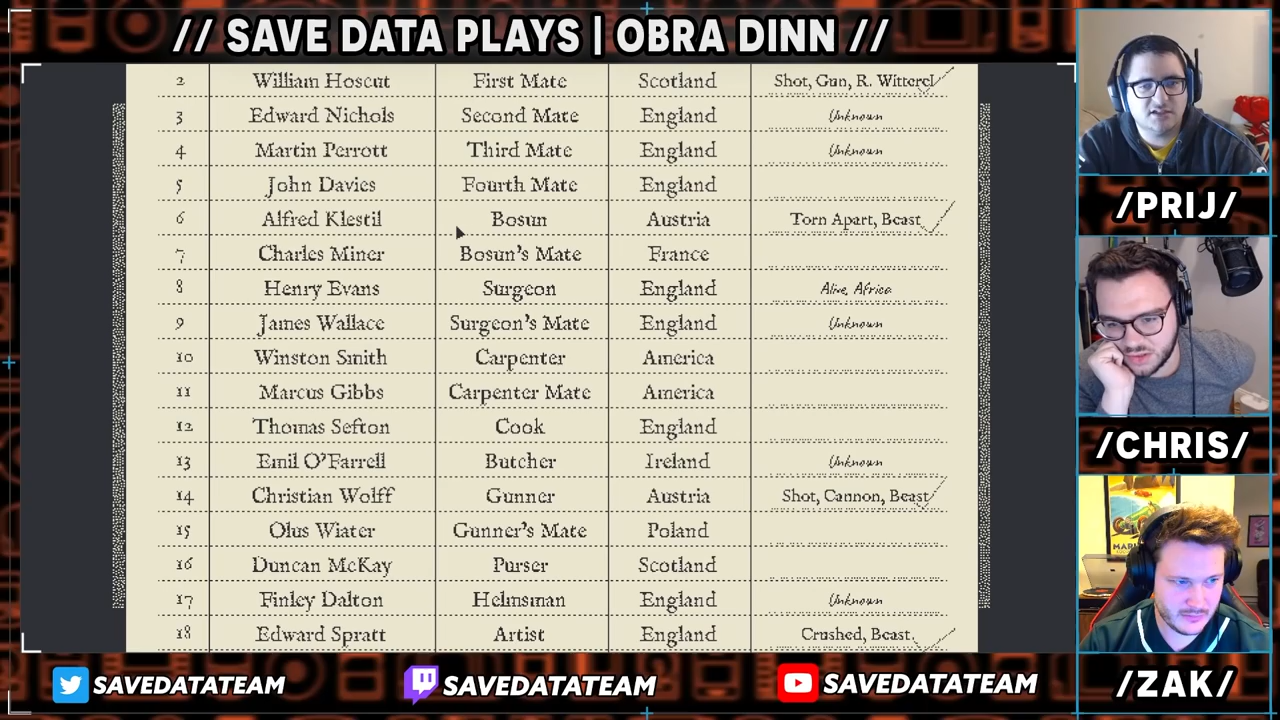 // SAVE DATA PLAYS | OBRA DINN //
2 William Hoscut First Mate Scotland Shot, Gun, R. Witterel
3 Edward Nichols Second Mate England Unknown
4 Martin Perrott Third Mate England Unknown
5 John Davies Fourth Mate England
6 Alfred Klestil Bosun Austria Torn Apart, Beast
7 Charles Miner Bosun's Mate France
8 Henry Evans Surgeon England Alive, Africa
9 James Wallace Surgeon's Mate England Unknown
10 Winston Smith Carpenter America
11 Marcus Gibbs Carpenter Mate America
12 Thomas Sefton Cook England
13 Emil O'Farrell Butcher Ireland Unknown
14 Christian Wolff Gunner Austria Shot, Cannon, Beast
15 Olus Wiater Gunner's Mate Poland
16 Duncan McKay Purser Scotland
17 Finley Dalton Helmsman England Unknown
18 Edward Spratt Artist England Crushed, Beast
/PRIJ/
/CHRIS/
/ZAK/
SAVEDATATEAM
SAVEDATATEAM
SAVEDATATEAM